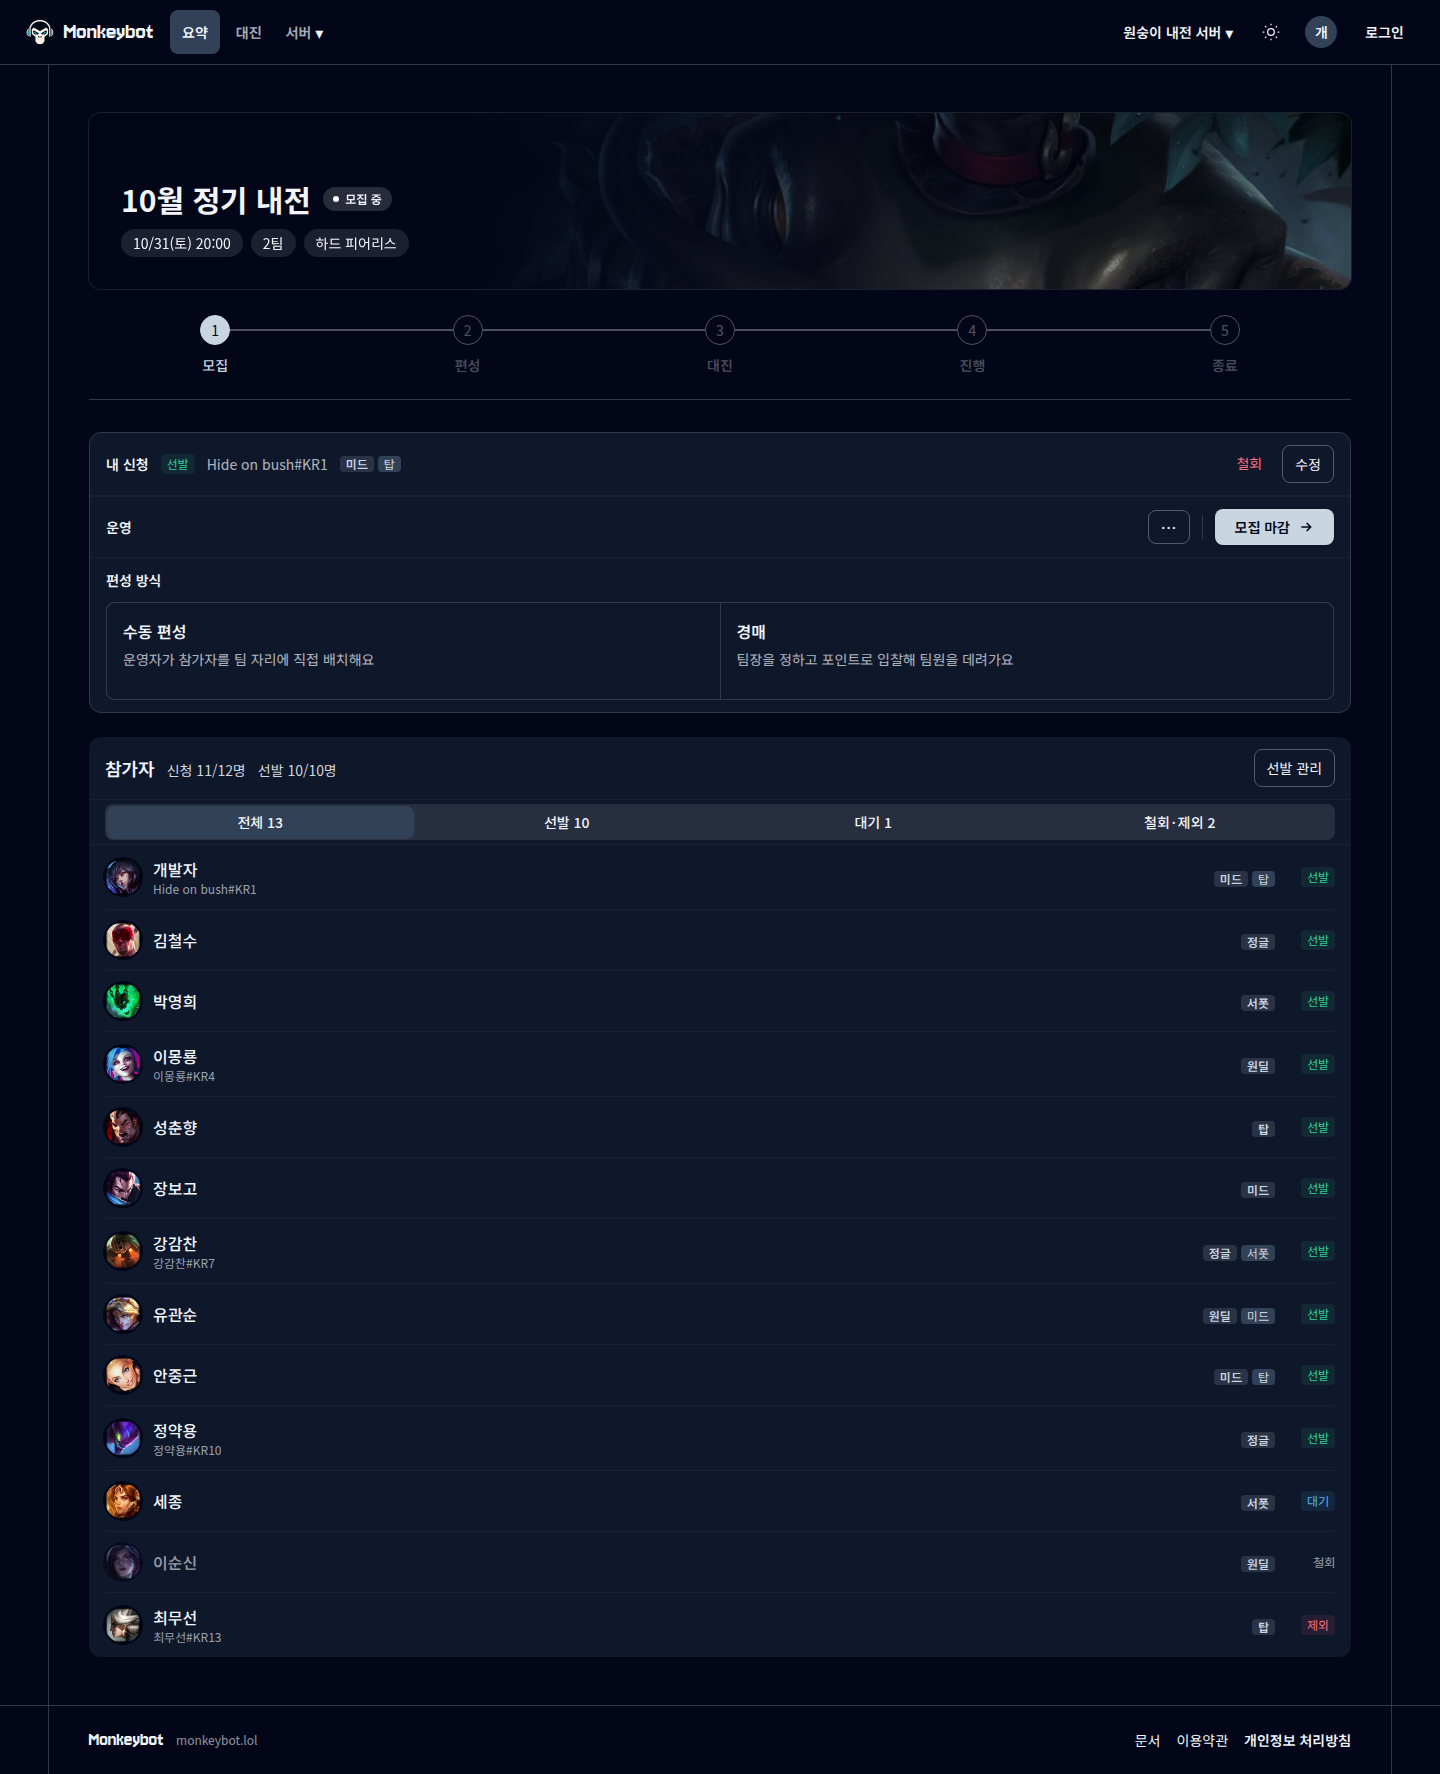 Monkeybot 요약 대진 서버 ▾ 원숭이 내전 서버 ▾ 개 로그인
10월 정기 내전 모집 중
10/31(토) 20:00 2팀 하드 피어리스
1 2 3 4 5
모집 편성 대진 진행 종료
내 신청 선발 Hide on bush#KR1 미드 탑 철회 수정
운영 ··· 모집 마감 →
편성 방식
수동 편성 경매
운영자가 참가자를 팀 자리에 직접 배치해요 팀장을 정하고 포인트로 입찰해 팀원을 데려가요
참가자 신청 11/12명 선발 10/10명 선발 관리
전체 13 선발 10 대기 1 철회·제외 2
개발자
Hide on bush#KR1 미드 탑 선발
김철수 정글 선발
박영희 서폿 선발
이몽룡
이몽룡#KR4 원딜 선발
성춘향 탑 선발
장보고 미드 선발
강감찬
강감찬#KR7 정글 서폿 선발
유관순 원딜 미드 선발
안중근 미드 탑 선발
정약용
정약용#KR10 정글 선발
세종 서폿 대기
이순신 원딜 철회
최무선
최무선#KR13 탑 제외
Monkeybot monkeybot.lol 문서 이용약관 개인정보 처리방침